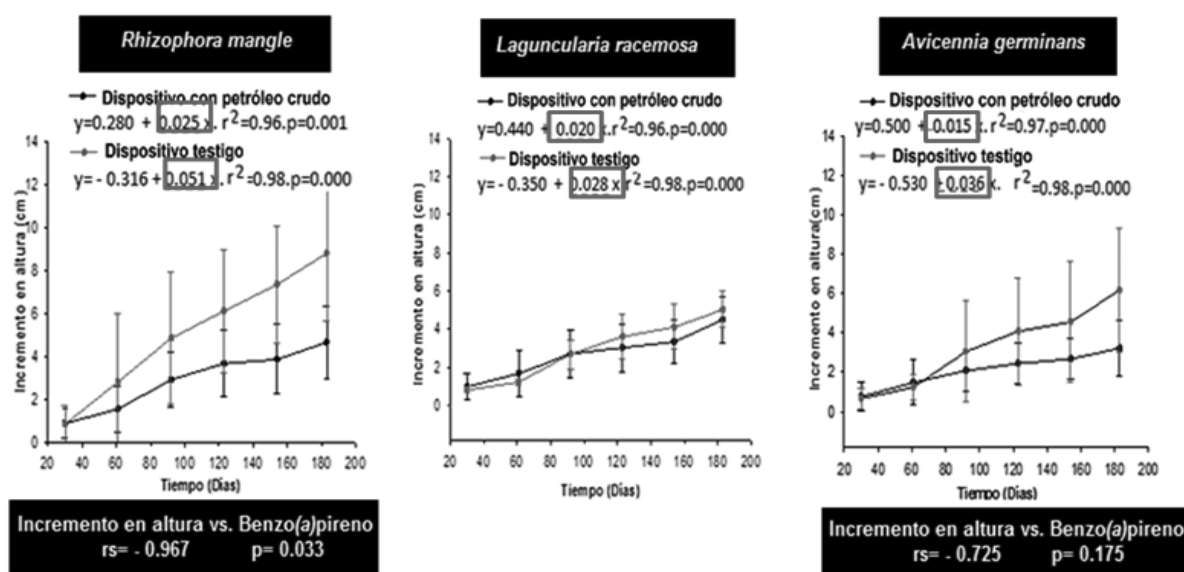 Rhizophora mangle
Dispositivo con petróleo crudo
y=0.280 + 0.025 x. r²=0.96.p=0.001
Dispositivo testigo
y= - 0.316 + 0.051 x. r²=0.98.p=0.000
Incremento en altura (cm)
14
12
10
8
6
4
2
0
20 40 60 80 100 120 140 160 180 200
Tiempo (Días)
Incremento en altura vs. Benzo(a)pireno
rs= - 0.967 p= 0.033
Laguncularia racemosa
Dispositivo con petróleo crudo
y=0.440 + 0.020 x.r²=0.96.p=0.000
Dispositivo testigo
y= - 0.350 + 0.028 x r²=0.98.p=0.000
Incremento en altura (cm)
14
12
10
8
6
4
2
0
20 40 60 80 100 120 140 160 180 200
Tiempo (Días)
Avicennia germinans
Dispositivo con petróleo crudo
y=0.500 + 0.015 x.r²=0.97.p=0.000
Dispositivo testigo
y= - 0.530 + 0.036 x. r²=0.98.p=0.000
Incremento en altura(cm)
14
12
10
8
6
4
2
0
20 40 60 80 100 120 140 160 180 200
Tiempo (Días)
Incremento en altura vs. Benzo(a)pireno
rs= - 0.725 p= 0.175